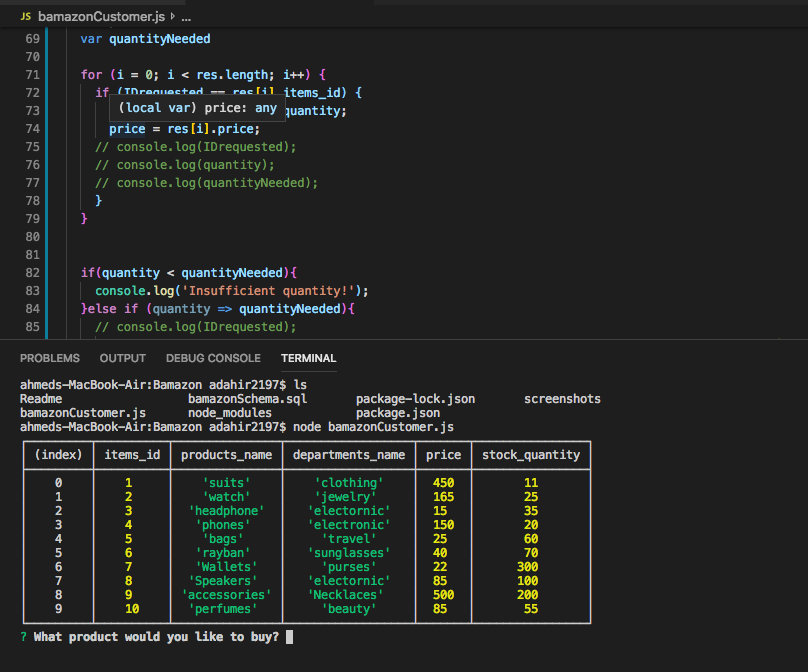 JS bamazonCustomer.js › ...
69 var quantityNeeded
70
71 for (i = 0; i < res.length; i++) {
72 if (IDrequested == res[i].items_id) {
(local var) price: any
73 quantity;
74 price = res[i].price;
75 // console.log(IDrequested);
76 // console.log(quantity);
77 // console.log(quantityNeeded);
78 }
79 }
80
81
82 if(quantity < quantityNeeded){
83 console.log('Insufficient quantity!');
84 }else if (quantity => quantityNeeded){
85 // console.log(IDrequested);
PROBLEMS OUTPUT DEBUG CONSOLE TERMINAL
ahmeds-MacBook-Air:Bamazon adahir2197$ ls
Readme bamazonSchema.sql package-lock.json screenshots
bamazonCustomer.js node_modules package.json
ahmeds-MacBook-Air:Bamazon adahir2197$ node bamazonCustomer.js
(index) items_id products_name departments_name price stock_quantity
0 1 'suits' 'clothing' 450 11
1 2 'watch' 'jewelry' 165 25
2 3 'headphone' 'electornic' 15 35
3 4 'phones' 'electronic' 150 20
4 5 'bags' 'travel' 25 60
5 6 'rayban' 'sunglasses' 40 70
6 7 'Wallets' 'purses' 22 300
7 8 'Speakers' 'electornic' 85 100
8 9 'accessories' 'Necklaces' 500 200
9 10 'perfumes' 'beauty' 85 55
? What product would you like to buy?